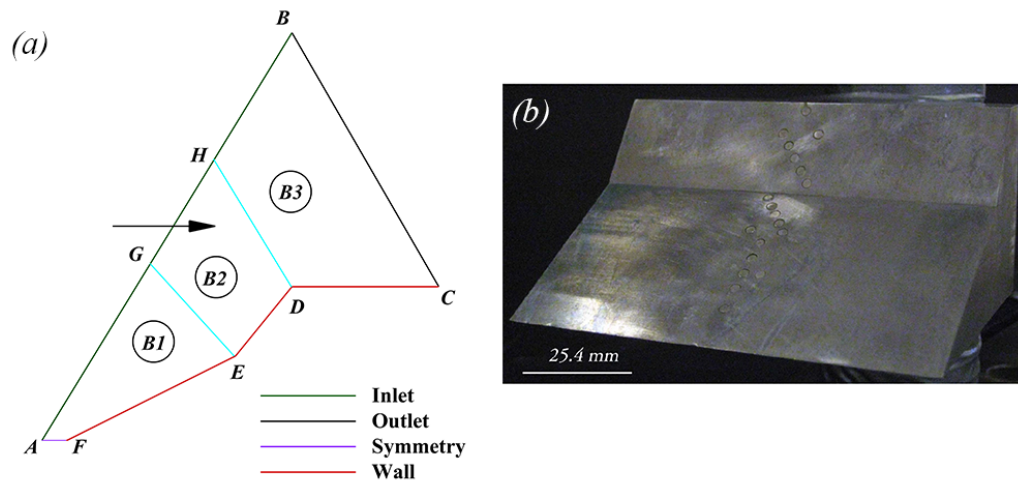 (a)
B
H
B3
G
B2
D
C
B1
E
A
F
Inlet
Outlet
Symmetry
Wall
(b)
25.4 mm